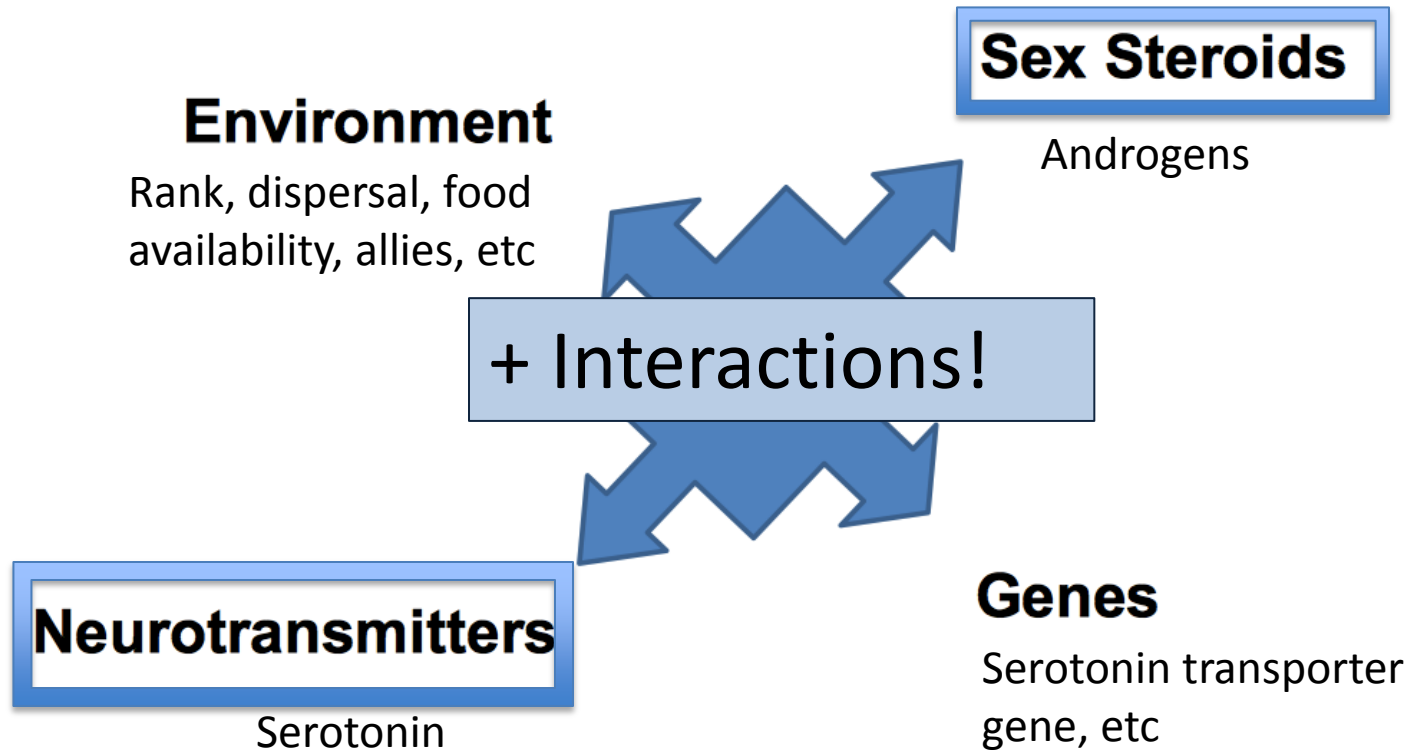 Sex Steroids
Androgens
Environment
Rank, dispersal, food
availability, allies, etc
+ Interactions!
Neurotransmitters
Serotonin
Genes
Serotonin transporter
gene, etc